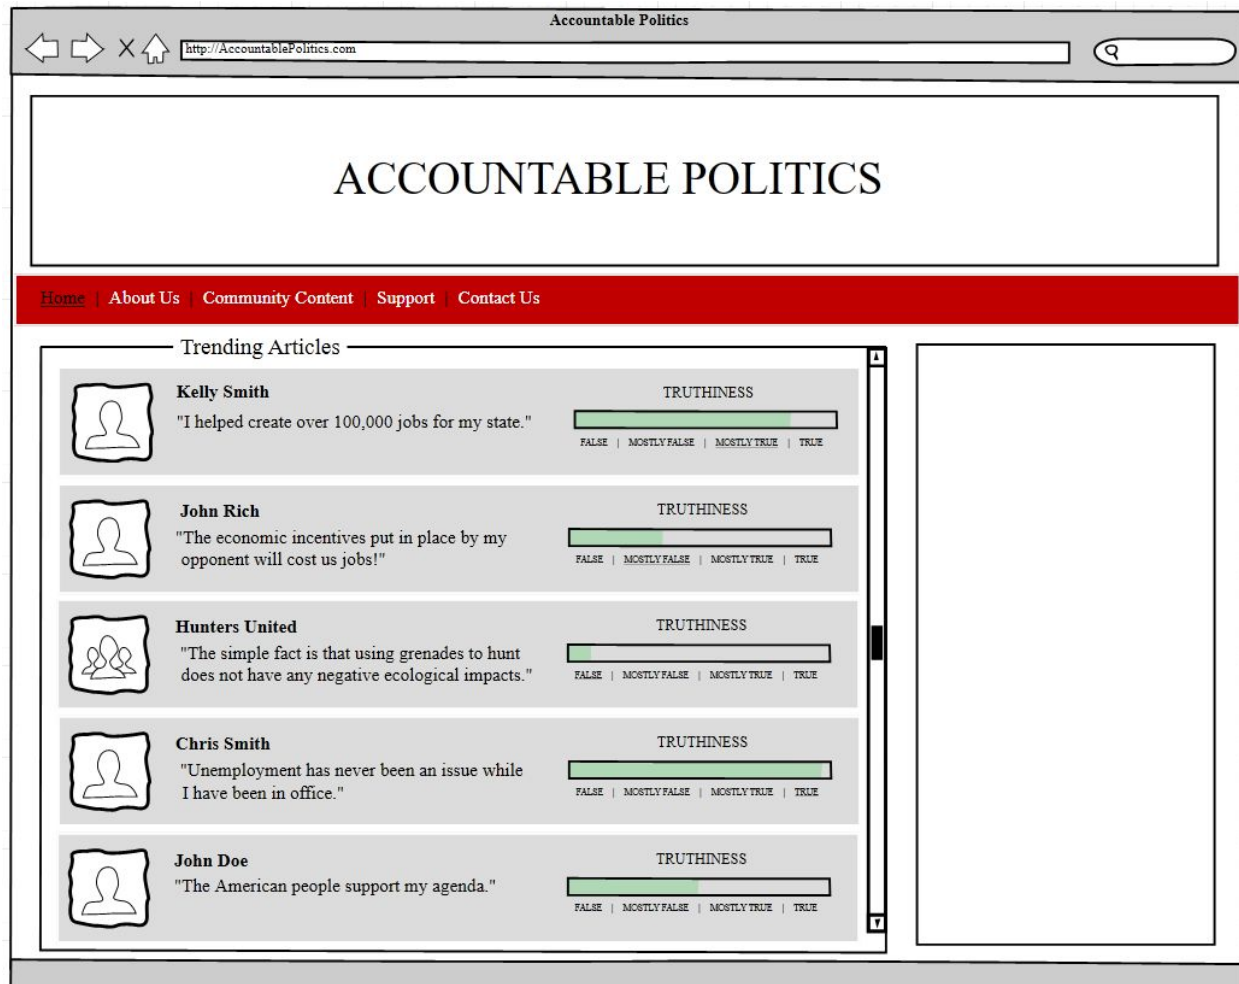 Accountable Politics
http://AccountablePolitics.com
ACCOUNTABLE POLITICS
Home | About Us | Community Content | Support | Contact Us
Trending Articles
Kelly Smith
"I helped create over 100,000 jobs for my state."
TRUTHINESS
FALSE | MOSTLY FALSE | MOSTLY TRUE | TRUE
John Rich
"The economic incentives put in place by my
opponent will cost us jobs!"
TRUTHINESS
FALSE | MOSTLY FALSE | MOSTLY TRUE | TRUE
Hunters United
"The simple fact is that using grenades to hunt
does not have any negative ecological impacts."
TRUTHINESS
FALSE | MOSTLY FALSE | MOSTLY TRUE | TRUE
Chris Smith
"Unemployment has never been an issue while
I have been in office."
TRUTHINESS
FALSE | MOSTLY FALSE | MOSTLY TRUE | TRUE
John Doe
"The American people support my agenda."
TRUTHINESS
FALSE | MOSTLY FALSE | MOSTLY TRUE | TRUE